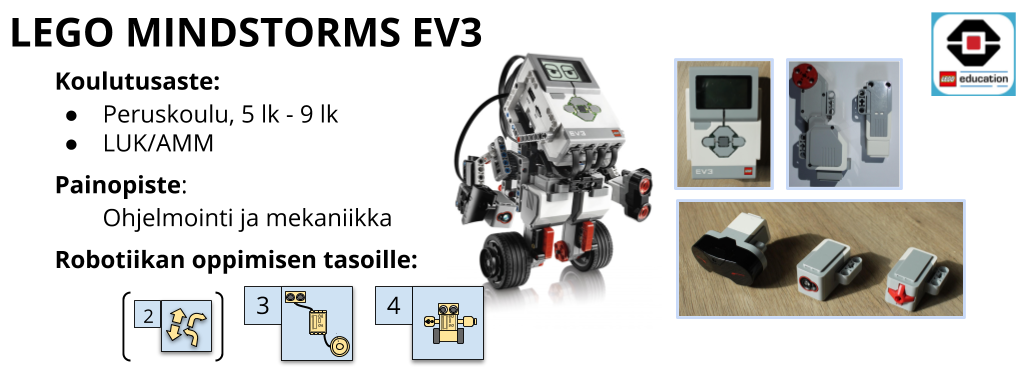 LEGO MINDSTORMS EV3
Koulutusaste:
● Peruskoulu, 5 lk - 9 lk
● LUK/AMM
Painopiste:
Ohjelmointi ja mekaniikka
Robotiikan oppimisen tasoille:
2
3
4
EV3
EV3
LEGO education